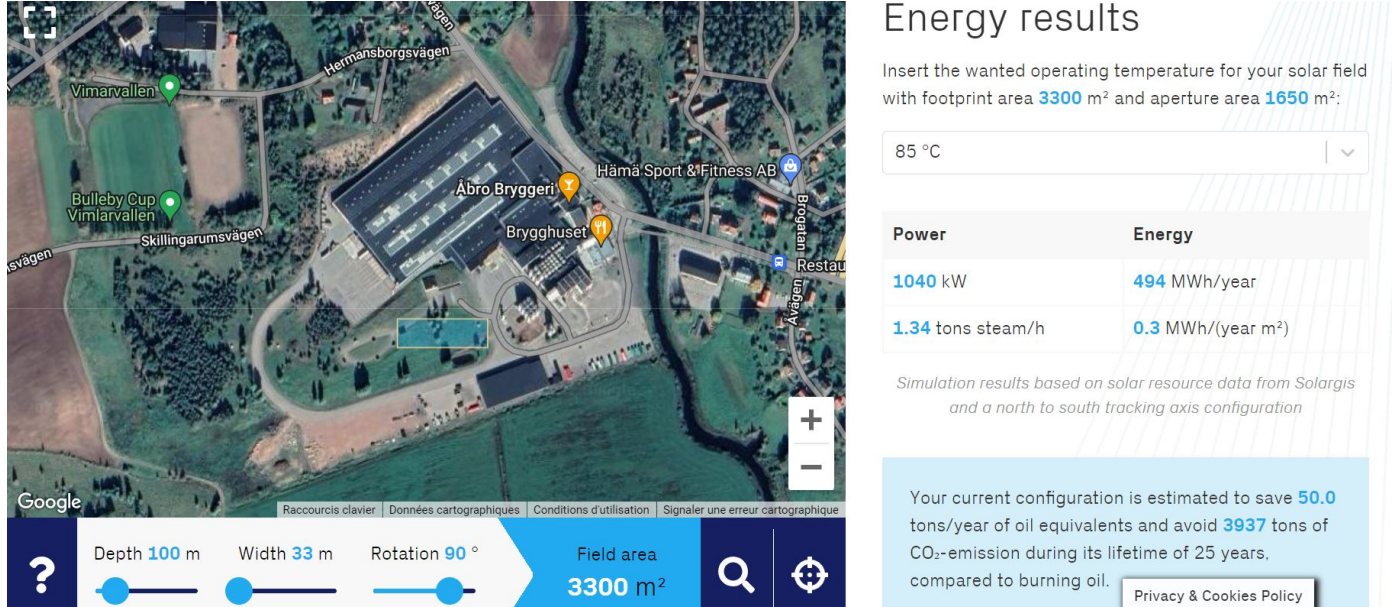 ägen
Hermansborgsvägen
Vimarvallen
Hämä Sport & Fitness AB
Åbro Bryggeri
Bulleby Cup
Vimlarvallen
Brogatan
Brygghuset
Skillingarumsvägen
svägen
Restau
Åvägen
Google
Raccourcis clavier
Données cartographiques
Conditions d'utilisation
Signaler une erreur cartographique
?
Depth 100 m
Width 33 m
Rotation 90 °
Field area
3300 m²
Energy results
Insert the wanted operating temperature for your solar field
with footprint area 3300 m² and aperture area 1650 m²:
85 °C
Power Energy
1040 kW 494 MWh/year
1.34 tons steam/h 0.3 MWh/(year m²)
Simulation results based on solar resource data from Solargis
and a north to south tracking axis configuration
Your current configuration is estimated to save 50.0
tons/year of oil equivalents and avoid 3937 tons of
CO₂-emission during its lifetime of 25 years,
compared to burning oil.
Privacy & Cookies Policy